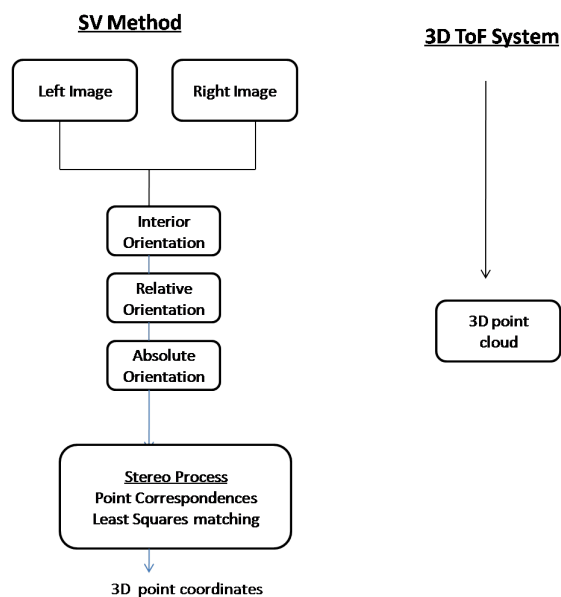 SV Method
3D ToF System
Left Image
Right Image
Interior
Orientation
Relative
Orientation
Absolute
Orientation
3D point
cloud
Stereo Process
Point Correspondences
Least Squares matching
3D point coordinates